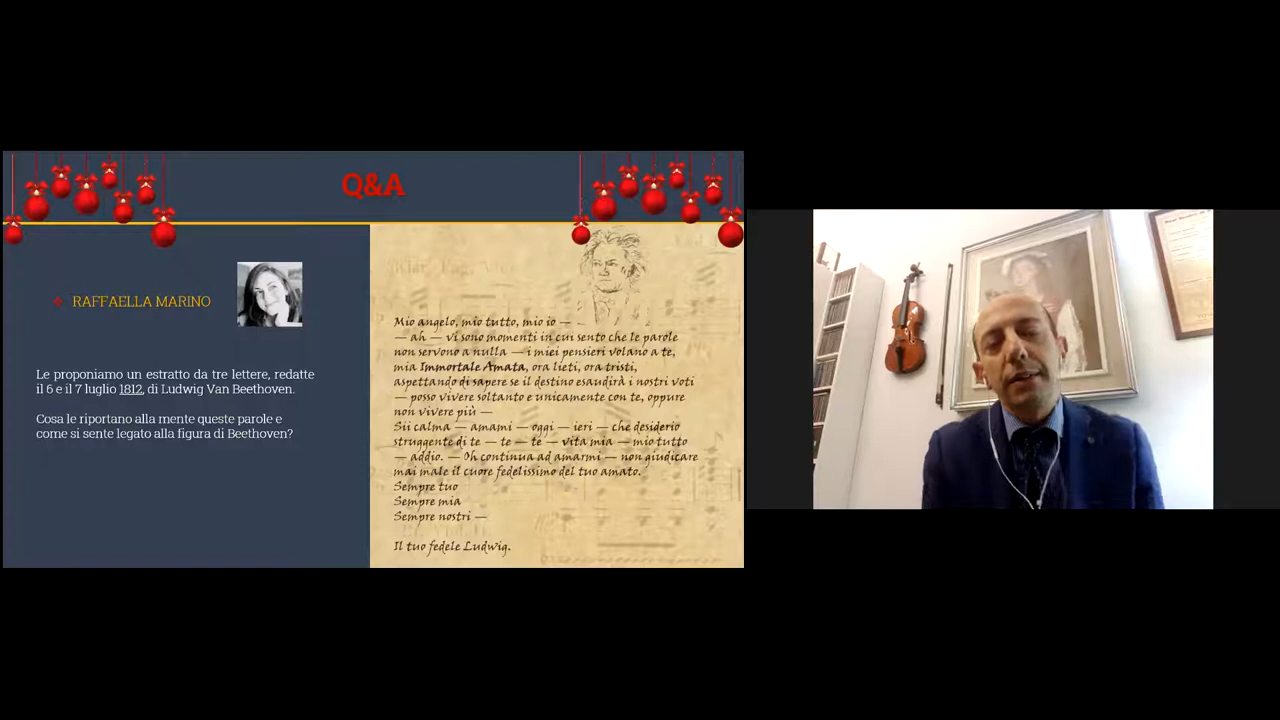 Q&A
RAFFAELLA MARINO
Le proponiamo un estratto da tre lettere, redatte
il 6 e il 7 luglio 1812, di Ludwig Van Beethoven.
Cosa le riportano alla mente queste parole e
come si sente legato alla figura di Beethoven?
Mio angelo, mio tutto, mio io —
— ah — vi sono momenti in cui sento che le parole
non servono a nulla — i miei pensieri volano a te,
mia Immortale Amata, ora lieti, ora tristi,
aspettando di sapere se il destino esaudirà i nostri voti
— posso vivere soltanto e unicamente con te, oppure
non vivere più —
Sii calma — amami — oggi — ieri — che desiderio
struggente di te — te — te — vita mia — mio tutto
— addio. — Oh continua ad amarmi — non giudicare
mai male il cuore fedelissimo del tuo amato.
Sempre tuo
Sempre mia
Sempre nostri —
Il tuo fedele Ludwig.